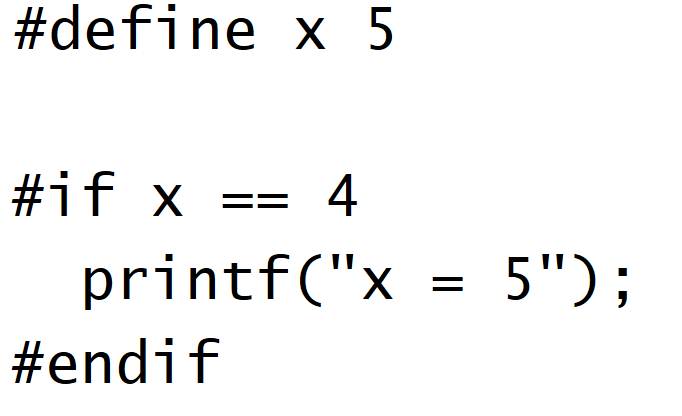 #define x 5
#if x == 4
  printf("x = 5");
#endif